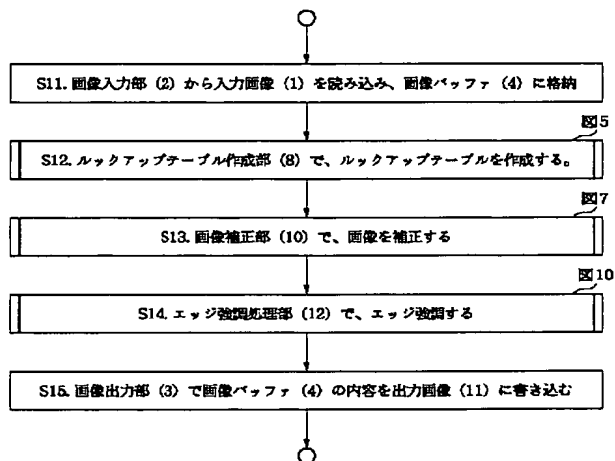 S11. 画像入力部 (2) から入力画像 (1) を読み込み、画像バッファ (4) に格納
図5
S12. ルックアップテーブル作成部 (8) で、ルックアップテーブルを作成する。
図7
S13. 画像補正部 (10) で、画像を補正する
図10
S14. エッジ強調処理部 (12) で、エッジ強調する
S15. 画像出力部 (3) で画像バッファ (4) の内容を出力画像 (11) に書き込む